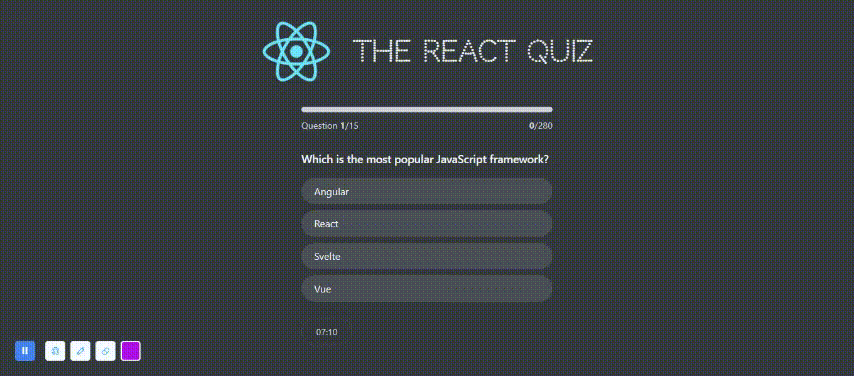 THE REACT QUIZ
Question 1/15
0/280
Which is the most popular JavaScript framework?
Angular
React
Svelte
Vue
07:10